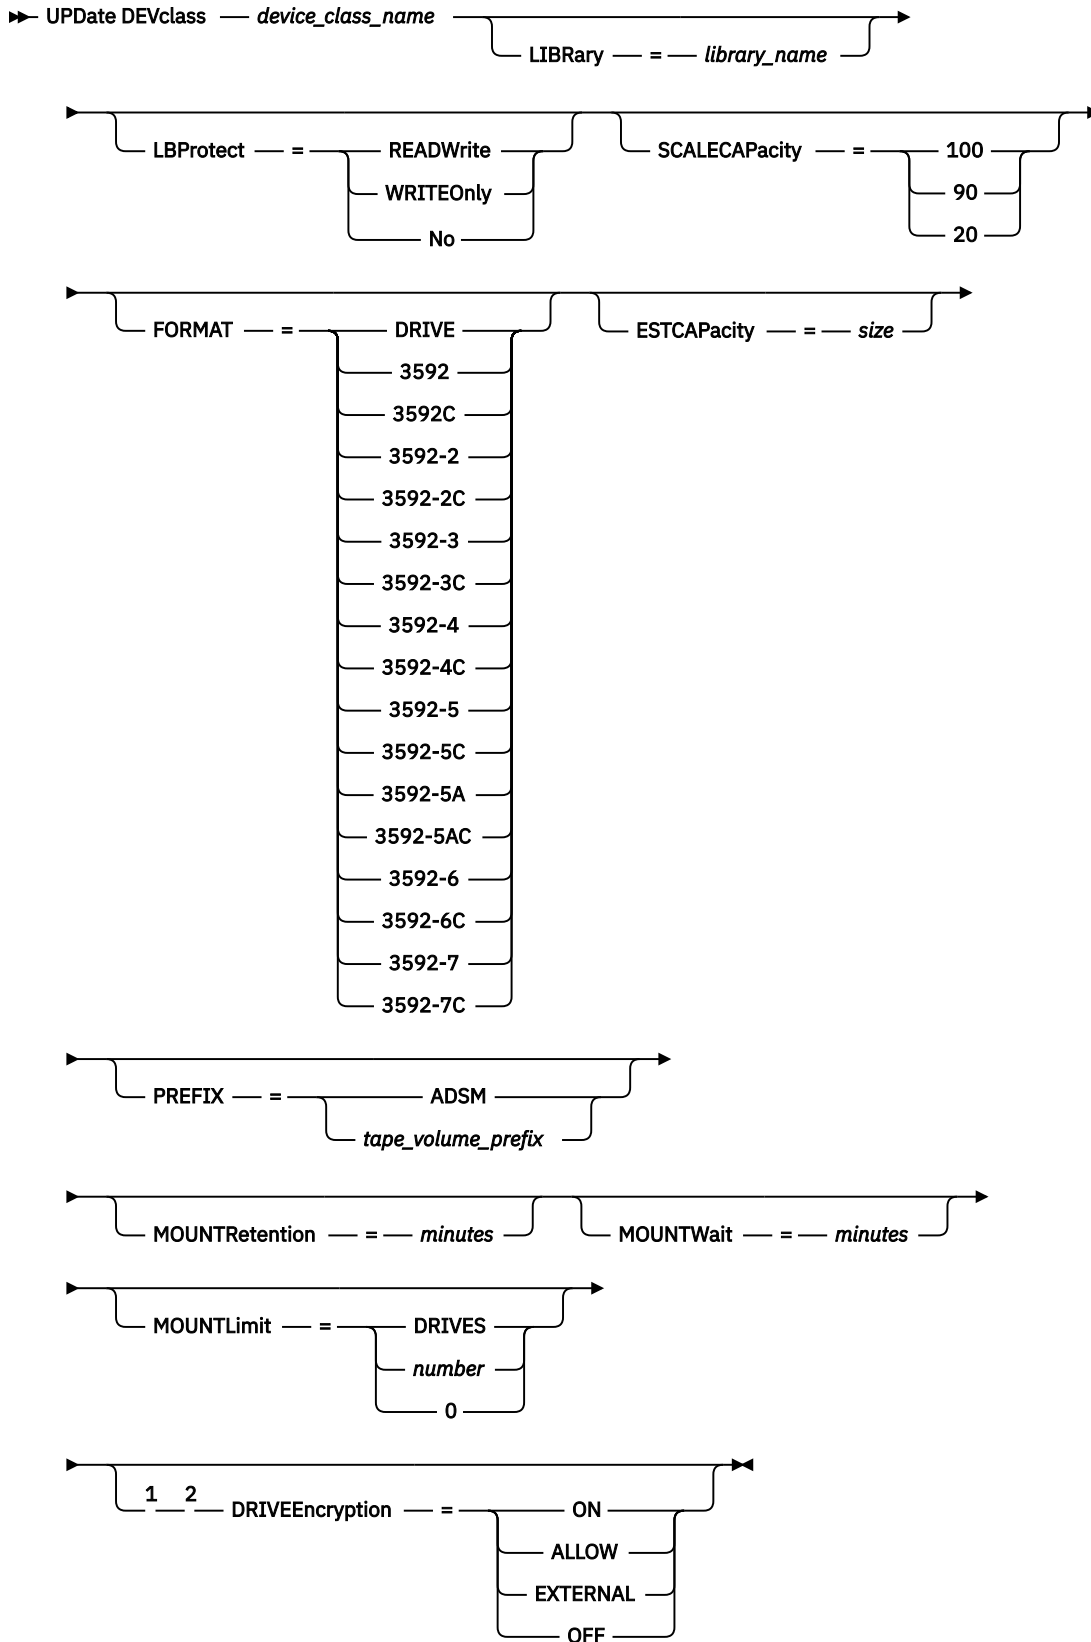 UPDate DEVclass device_class_name
LIBRary = library_name
LBProtect = READWrite SCALECAPacity = 100
WRITEOnly 90
No 20
FORMAT = DRIVE ESTCAPacity = size
3592
3592C
3592-2
3592-2C
3592-3
3592-3C
3592-4
3592-4C
3592-5
3592-5C
3592-5A
3592-5AC
3592-6
3592-6C
3592-7
3592-7C
PREFIX = ADSM
tape_volume_prefix
MOUNTRetention = minutes MOUNTWait = minutes
MOUNTLimit = DRIVES
number
0
1 2 DRIVEEncryption = ON
ALLOW
EXTERNAL
OFF